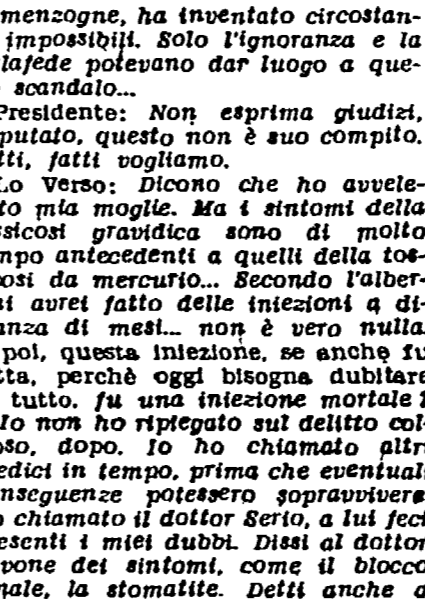 menzogne, ha inventato circostan-
impossibili. Solo l'ignoranza e la
lafede potevano dar luogo a que-
scandalo...
Presidente: Non esprima giudizi,
putato, questo non è suo compito.
tti, fatti vogliamo.
Lo Verso: Dicono che ho avvele-
to mia moglie. Ma i sintomi della
ssicosi gravidica sono di molto
mpo antecedenti a quelli della tos-
osi da mercurio... Secondo l'alber-
si avrei fatto delle iniezioni a di-
anza di mesi... non è vero nulla
poi, questa iniezione, se anche fu
tta, perchè oggi bisogna dubitare
tutto, fu una iniezione mortale?
Io non ho ripiegato sul delitto col-
oso, dopo. Io ho chiamato altri
edici in tempo, prima che eventuali
nseguenze potessero sopravvivere
o chiamato il dottor Serio, a lui feci
esenti i miei dubbi. Dissi al dottor
vone dei sintomi, come il blocco
nale, la stomatite. Detti anche a